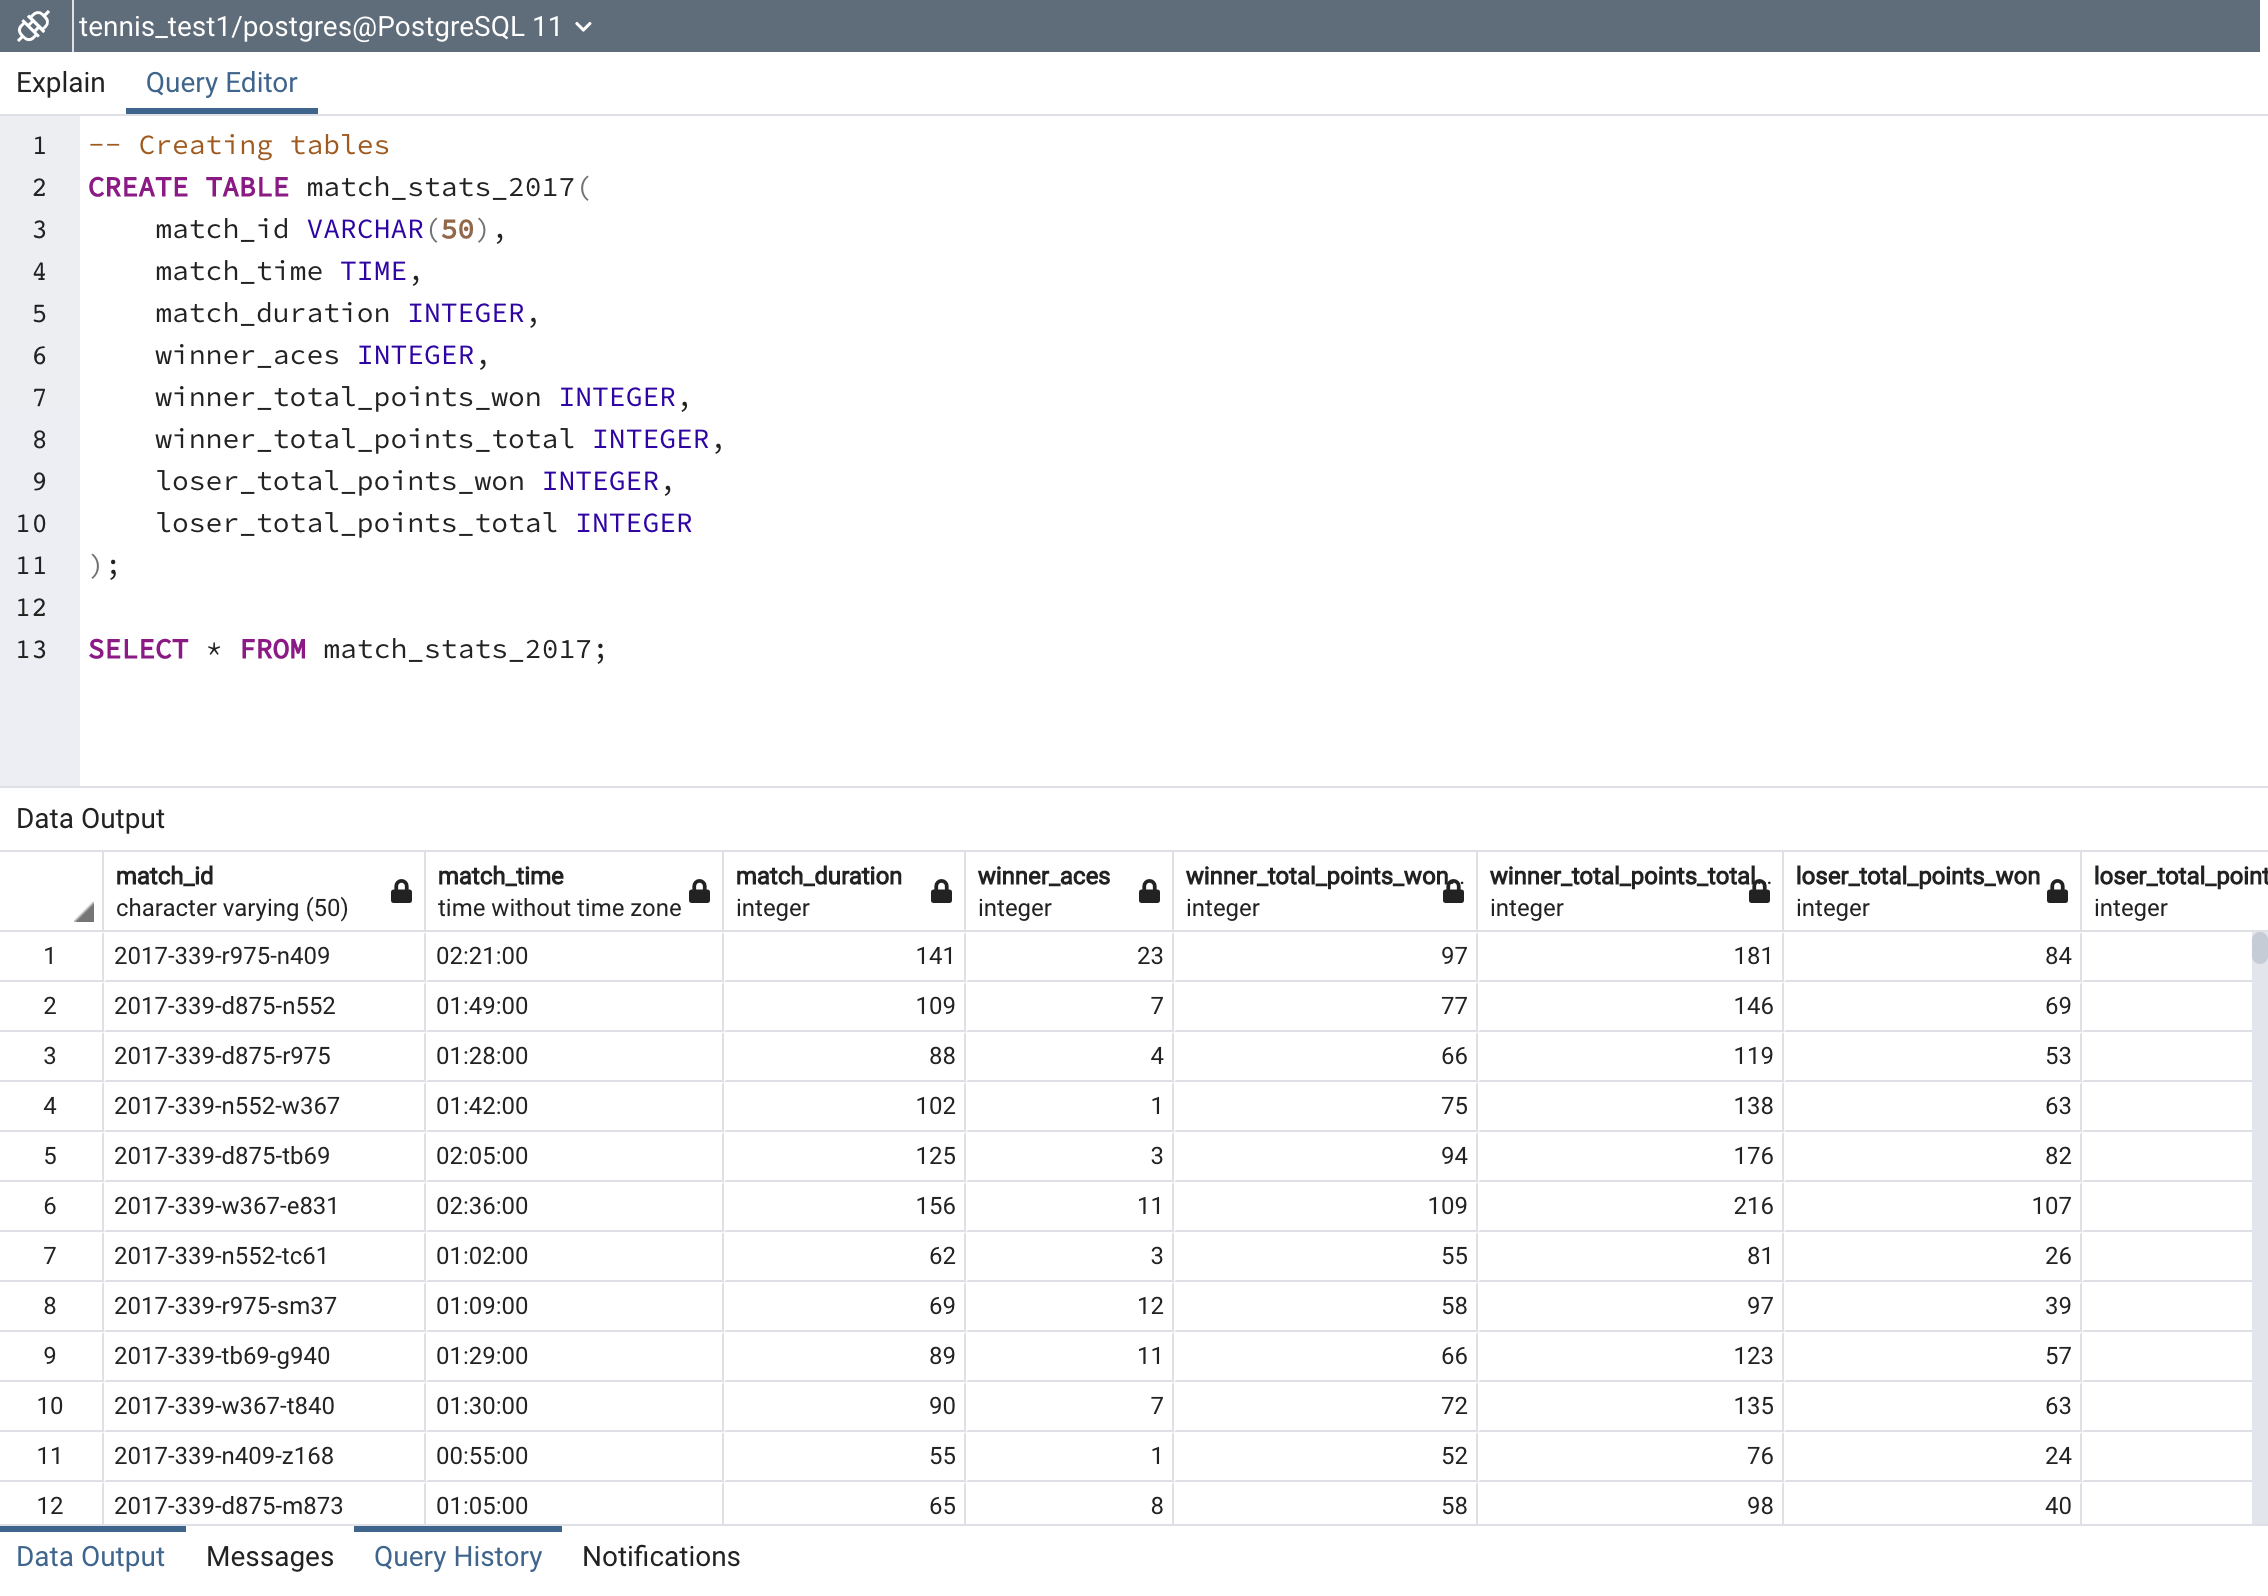 tennis_test1/postgres@PostgreSQL 11
Explain Query Editor
1 -- Creating tables
2 CREATE TABLE match_stats_2017(
3 match_id VARCHAR(50),
4 match_time TIME,
5 match_duration INTEGER,
6 winner_aces INTEGER,
7 winner_total_points_won INTEGER,
8 winner_total_points_total INTEGER,
9 loser_total_points_won INTEGER,
10 loser_total_points_total INTEGER
11 );
12
13 SELECT * FROM match_stats_2017;
Data Output
match_id match_time match_duration winner_aces winner_total_points_won winner_total_points_total loser_total_points_won loser_total_point
character varying (50) time without time zone integer integer integer integer integer integer
1 2017-339-r975-n409 02:21:00 141 23 97 181 84
2 2017-339-d875-n552 01:49:00 109 7 77 146 69
3 2017-339-d875-r975 01:28:00 88 4 66 119 53
4 2017-339-n552-w367 01:42:00 102 1 75 138 63
5 2017-339-d875-tb69 02:05:00 125 3 94 176 82
6 2017-339-w367-e831 02:36:00 156 11 109 216 107
7 2017-339-n552-tc61 01:02:00 62 3 55 81 26
8 2017-339-r975-sm37 01:09:00 69 12 58 97 39
9 2017-339-tb69-g940 01:29:00 89 11 66 123 57
10 2017-339-w367-t840 01:30:00 90 7 72 135 63
11 2017-339-n409-z168 00:55:00 55 1 52 76 24
12 2017-339-d875-m873 01:05:00 65 8 58 98 40
Data Output Messages Query History Notifications